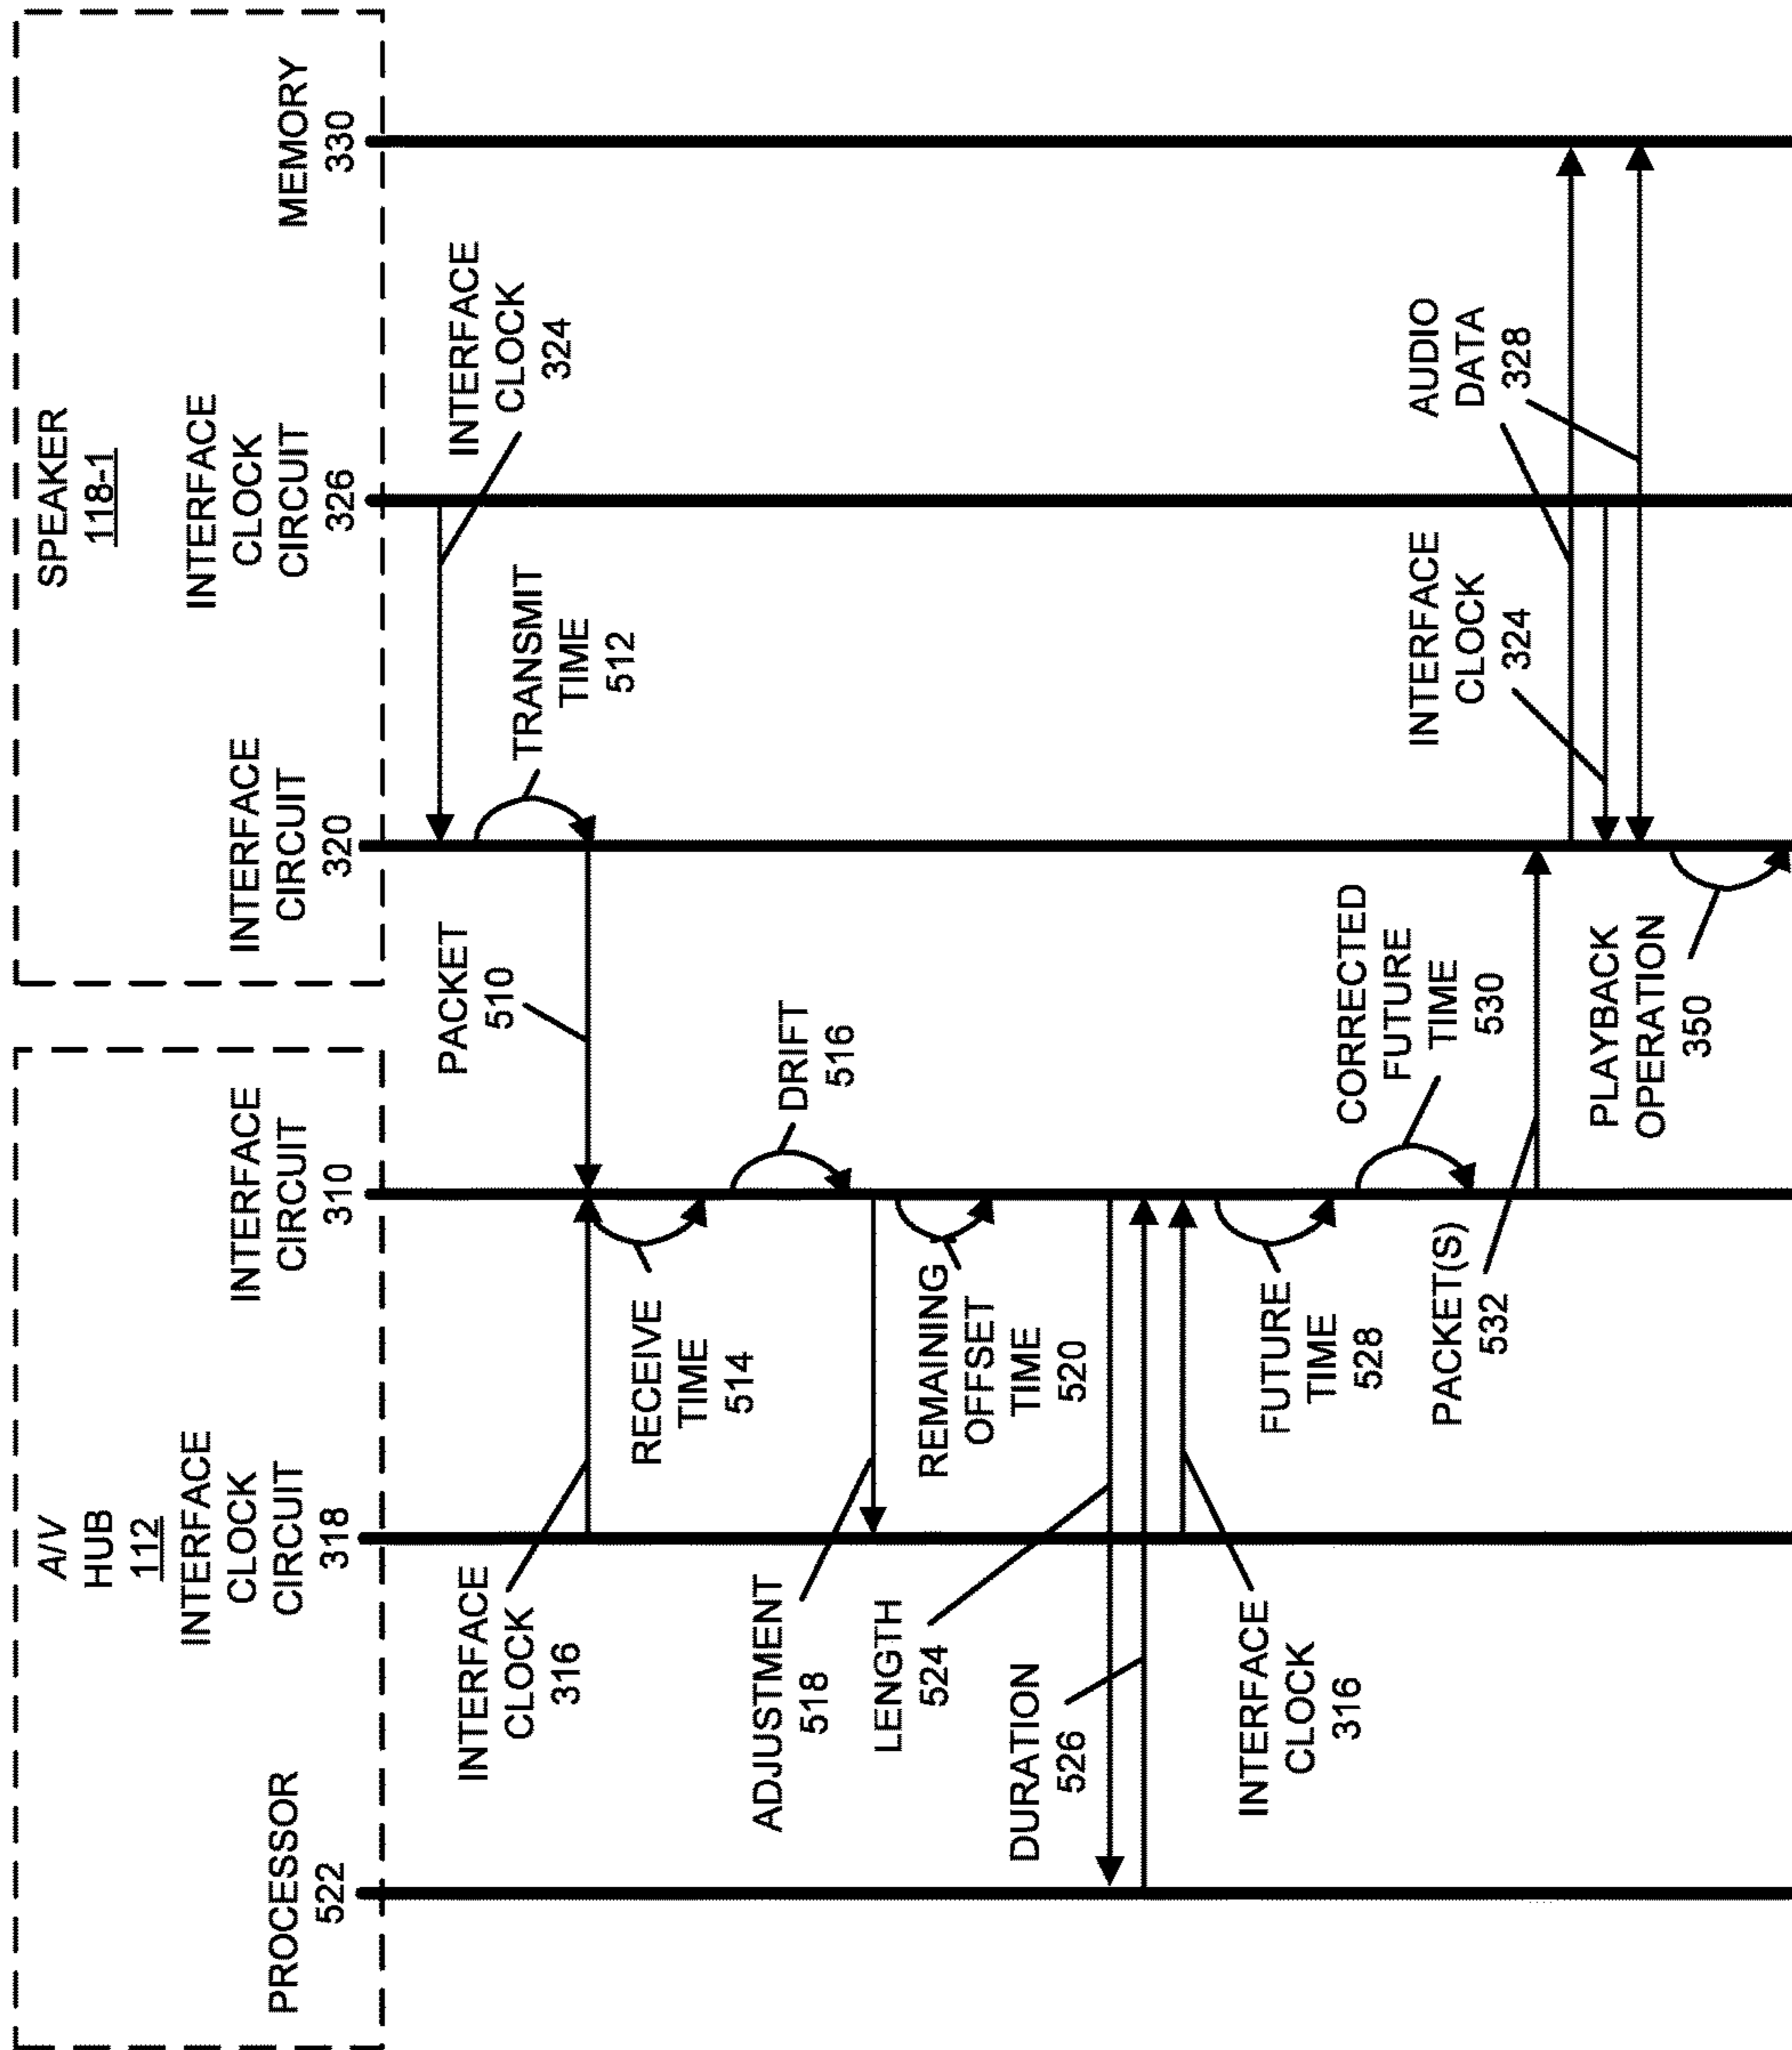 A/V
HUB
112
PROCESSOR
522
INTERFACE
CLOCK
CIRCUIT
318
INTERFACE
CIRCUIT
310
SPEAKER
118-1
INTERFACE
CIRCUIT
320
INTERFACE
CLOCK
CIRCUIT
326
MEMORY
330
INTERFACE
CLOCK
324
TRANSMIT
TIME
512
PACKET
510
INTERFACE
CLOCK
316
RECEIVE
TIME
514
DRIFT
516
ADJUSTMENT
518
REMAINING
OFFSET
TIME
520
LENGTH
524
DURATION
526
INTERFACE
CLOCK
316
FUTURE
TIME
528
CORRECTED
FUTURE
TIME
530
PACKET(S)
532
AUDIO
DATA
328
INTERFACE
CLOCK
324
PLAYBACK
OPERATION
350